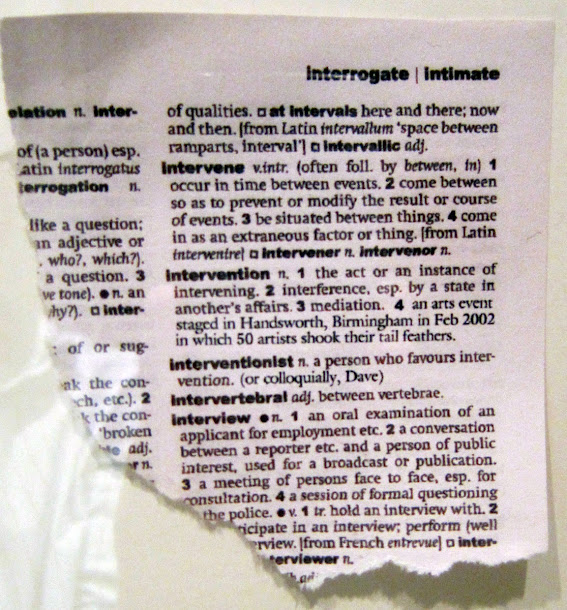 interrogate | intimate
elation n. inter-
of (a person) esp.
atin interrogatus
terrogation n.
like a question;
an adjective or
. who?, which?).
a question. 3
ve tone). ● n. an
hy?). □ inter-
: of or sug-
nk the con-
ch, etc.). 2
k the con-
'broken
adj.
n.
of qualities. □ at intervals here and there; now
and then. [from Latin intervallum 'space between
ramparts, interval'] □ intervallic adj.
intervene v.intr. (often foll. by between, in) 1
occur in time between events. 2 come between
so as to prevent or modify the result or course
of events. 3 be situated between things. 4 come
in as an extraneous factor or thing. [from Latin
intervenire] □ intervener n. intervenor n.
intervention n. 1 the act or an instance of
intervening. 2 interference, esp. by a state in
another's affairs. 3 mediation. 4 an arts event
staged in Handsworth, Birmingham in Feb 2002
in which 50 artists shook their tail feathers.
interventionist n. a person who favours inter-
vention. (or colloquially, Dave)
intervertebral adj. between vertebrae.
interview ● n. 1 an oral examination of an
applicant for employment etc. 2 a conversation
between a reporter etc. and a person of public
interest, used for a broadcast or publication.
3 a meeting of persons face to face, esp. for
consultation. 4 a session of formal questioning
the police. ● v. 1 tr. hold an interview with. 2
ticipate in an interview; perform (well
erview. [from French entrevue] □ inter-
terviewer n.
adj